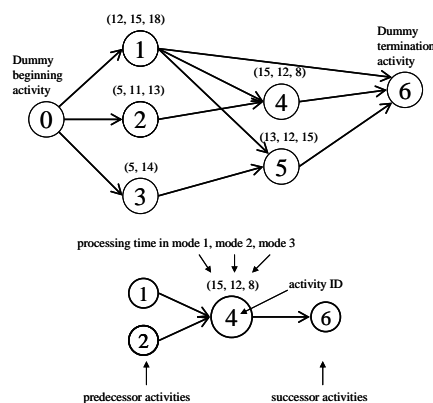 (12, 15, 18)
Dummy
beginning
activity
Dummy
termination
activity
1
(15, 12, 8)
6
(5, 11, 13)
4
0
2
(13, 12, 15)
(5, 14)
5
3
processing time in mode 1, mode 2, mode 3
(15, 12, 8)
activity ID
1
4
6
2
predecessor activities
successor activities